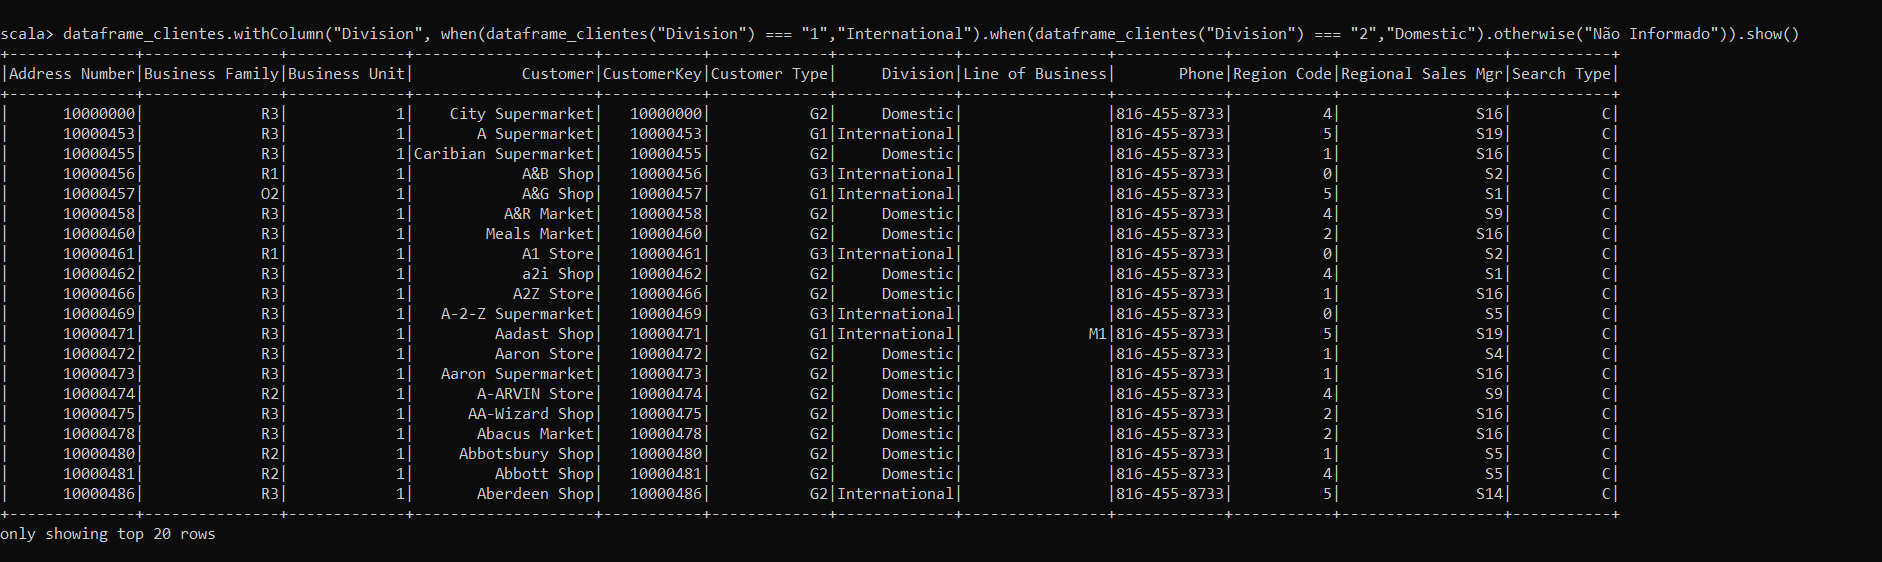 scala> dataframe_clientes.withColumn("Division", when(dataframe_clientes("Division") === "1","International").when(dataframe_clientes("Division") === "2","Domestic").otherwise("Não Informado")).show()
+--------------+---------------+-------------+--------------------+-----------+-------------+-------------+----------------+------------+-----------+------------------+-----------+
|Address Number|Business Family|Business Unit|            Customer|CustomerKey|Customer Type|     Division|Line of Business|       Phone|Region Code|Regional Sales Mgr|Search Type|
+--------------+---------------+-------------+--------------------+-----------+-------------+-------------+----------------+------------+-----------+------------------+-----------+
|      10000000|             R3|            1|    City Supermarket|   10000000|           G2|     Domestic|                |816-455-8733|          4|               S16|          C|
|      10000453|             R3|            1|       A Supermarket|   10000453|           G1|International|                |816-455-8733|          5|               S19|          C|
|      10000455|             R3|            1|Caribian Supermarket|   10000455|           G2|     Domestic|                |816-455-8733|          1|               S16|          C|
|      10000456|             R1|            1|            A&B Shop|   10000456|           G3|International|                |816-455-8733|          0|                S2|          C|
|      10000457|             O2|            1|            A&G Shop|   10000457|           G1|International|                |816-455-8733|          5|                S1|          C|
|      10000458|             R3|            1|          A&R Market|   10000458|           G2|     Domestic|                |816-455-8733|          4|                S9|          C|
|      10000460|             R3|            1|        Meals Market|   10000460|           G2|     Domestic|                |816-455-8733|          2|               S16|          C|
|      10000461|             R1|            1|            A1 Store|   10000461|           G3|International|                |816-455-8733|          0|                S2|          C|
|      10000462|             R3|            1|            a2i Shop|   10000462|           G2|     Domestic|                |816-455-8733|          4|                S1|          C|
|      10000466|             R3|            1|           A2Z Store|   10000466|           G2|     Domestic|                |816-455-8733|          1|               S16|          C|
|      10000469|             R3|            1|   A-2-Z Supermarket|   10000469|           G3|International|                |816-455-8733|          0|                S5|          C|
|      10000471|             R3|            1|         Aadast Shop|   10000471|           G1|International|              M1|816-455-8733|          5|               S19|          C|
|      10000472|             R3|            1|         Aaron Store|   10000472|           G2|     Domestic|                |816-455-8733|          1|                S4|          C|
|      10000473|             R3|            1|   Aaron Supermarket|   10000473|           G2|     Domestic|                |816-455-8733|          1|               S16|          C|
|      10000474|             R2|            1|       A-ARVIN Store|   10000474|           G2|     Domestic|                |816-455-8733|          4|                S9|          C|
|      10000475|             R3|            1|      AA-Wizard Shop|   10000475|           G2|     Domestic|                |816-455-8733|          2|               S16|          C|
|      10000478|             R3|            1|       Abacus Market|   10000478|           G2|     Domestic|                |816-455-8733|          2|               S16|          C|
|      10000480|             R2|            1|     Abbotsbury Shop|   10000480|           G2|     Domestic|                |816-455-8733|          1|                S5|          C|
|      10000481|             R2|            1|         Abbott Shop|   10000481|           G2|     Domestic|                |816-455-8733|          4|                S5|          C|
|      10000486|             R3|            1|       Aberdeen Shop|   10000486|           G2|International|                |816-455-8733|          5|               S14|          C|
+--------------+---------------+-------------+--------------------+-----------+-------------+-------------+----------------+------------+-----------+------------------+-----------+
only showing top 20 rows